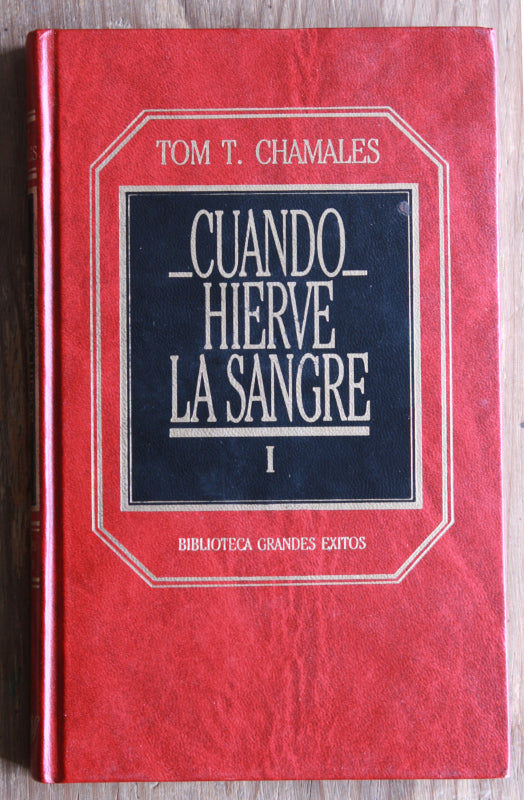 TOM T. CHAMALES
CUANDO
HIERVE
LA SANGRE
I
BIBLIOTECA GRANDES EXITOS